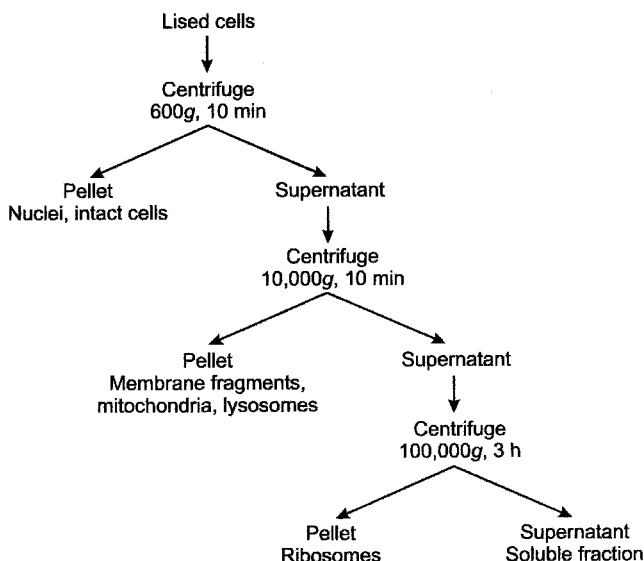 Lised cells
Centrifuge
600g, 10 min
Pellet
Nuclei, intact cells
Supernatant
Centrifuge
10,000g, 10 min
Pellet
Membrane fragments,
mitochondria, lysosomes
Supernatant
Centrifuge
100,000g, 3 h
Pellet
Ribosomes
Supernatant
Soluble fraction